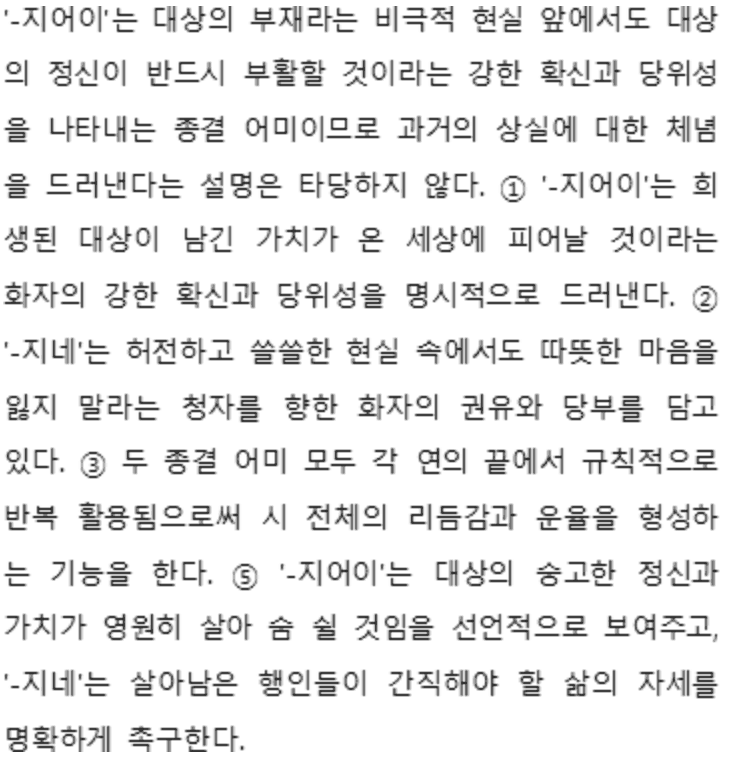 '-지어이'는 대상의 부재라는 비극적 현실 앞에서도 대상
의 정신이 반드시 부활할 것이라는 강한 확신과 당위성
을 나타내는 종결 어미이므로 과거의 상실에 대한 체념
을 드러낸다는 설명은 타당하지 않다. ① '-지어이'는 희
생된 대상이 남긴 가치가 온 세상에 피어날 것이라는
화자의 강한 확신과 당위성을 명시적으로 드러낸다. ②
'-지네'는 허전하고 쓸쓸한 현실 속에서도 따뜻한 마음을
잃지 말라는 청자를 향한 화자의 권유와 당부를 담고
있다. ③ 두 종결 어미 모두 각 연의 끝에서 규칙적으로
반복 활용됨으로써 시 전체의 리듬감과 운율을 형성하
는 기능을 한다. ⑤ '-지어이'는 대상의 숭고한 정신과
가치가 영원히 살아 숨 쉴 것임을 선언적으로 보여주고,
'-지네'는 살아남은 행인들이 간직해야 할 삶의 자세를
명확하게 촉구한다.